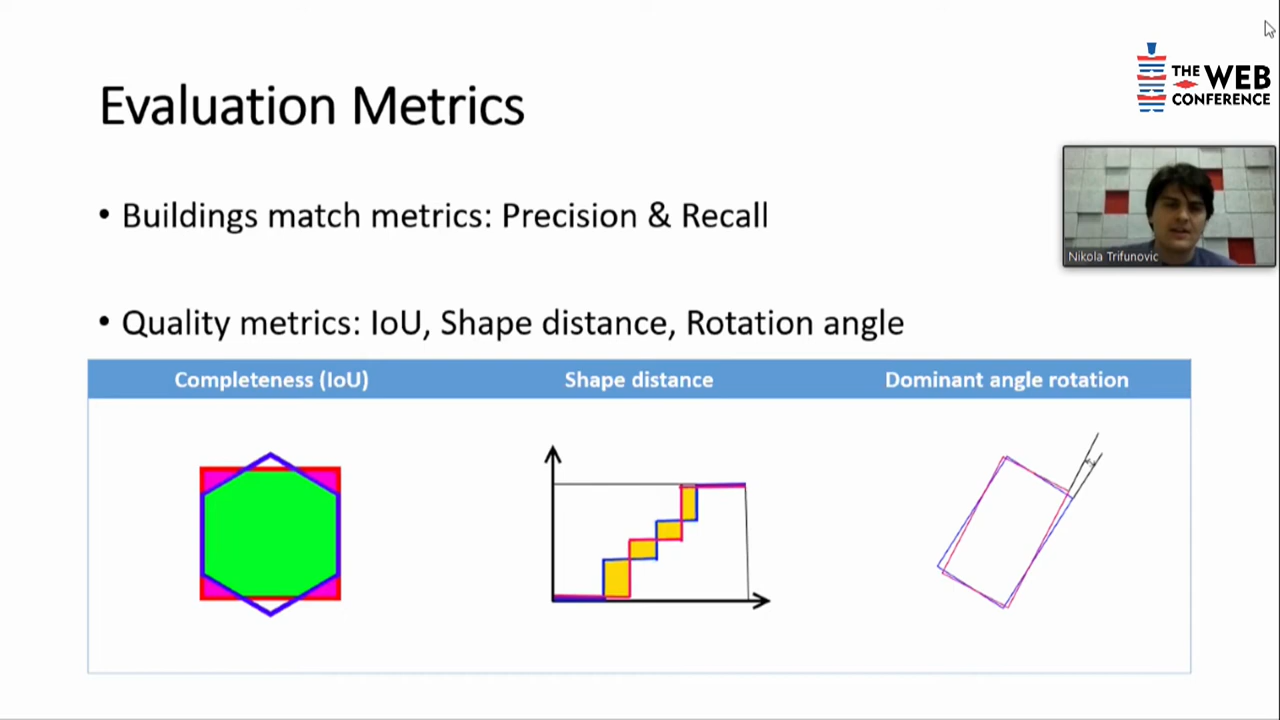 THE WEB
CONFERENCE
Evaluation Metrics
• Buildings match metrics: Precision & Recall
Nikola Trifunovic
• Quality metrics: IoU, Shape distance, Rotation angle
Completeness (IoU)
Shape distance
Dominant angle rotation